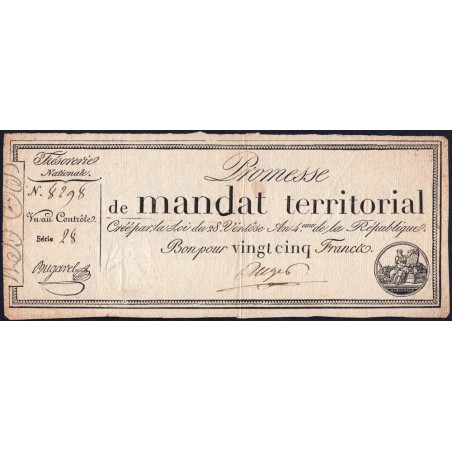 Trésorerie
Nationale.
N. 8298
Vu au Contrôle
Série 28
Promesse
de mandat territorial
Créé par la Loi du 28 Ventôse An 4.eme de la République.
Bon pour vingt cinq Francs.